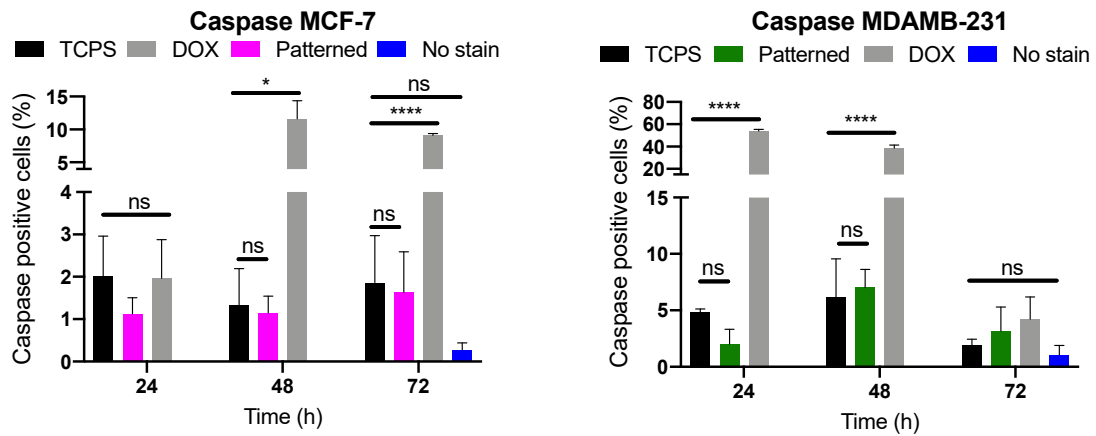 Caspase MCF-7
TCPS DOX Patterned No stain
Caspase positive cells (%)
15
10
5
4
3
2
1
0
ns
ns
*
ns
****
ns
24 48 72
Time (h)
Caspase MDAMB-231
TCPS Patterned DOX No stain
Caspase positive cells (%)
80
60
40
20
15
10
5
0
****
ns
****
ns
ns
24 48 72
Time (h)